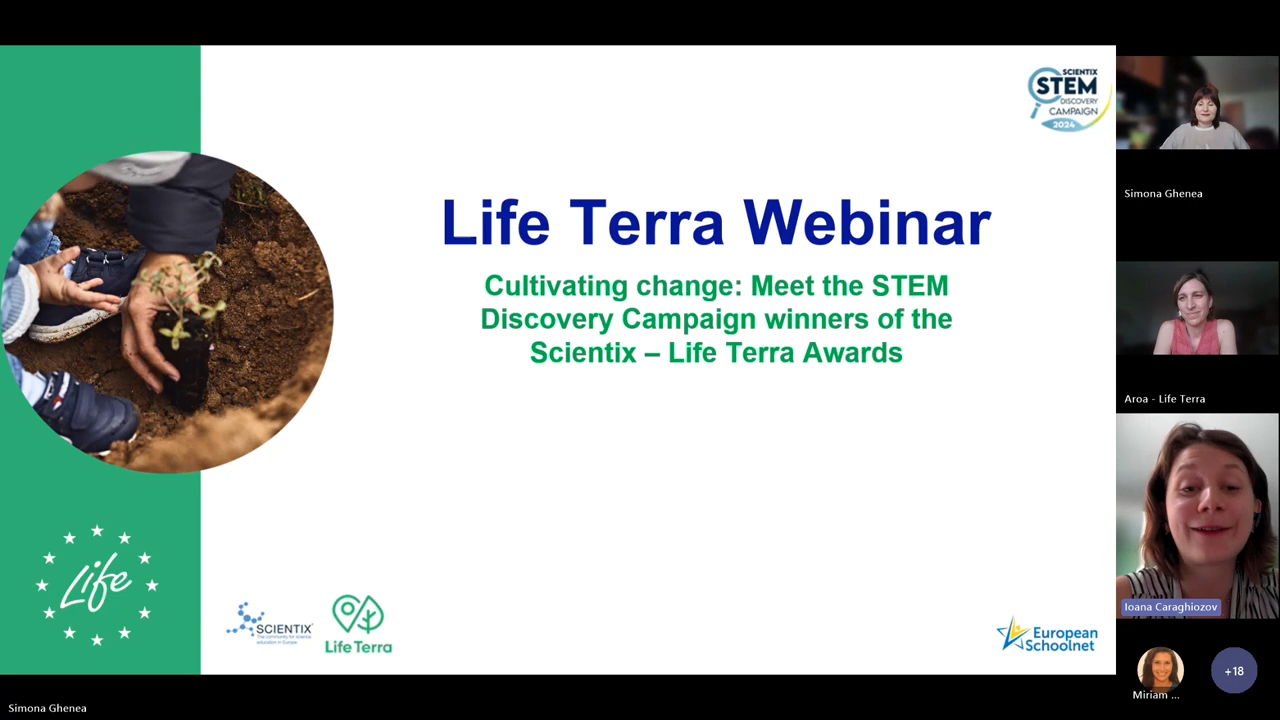 SCIENTIX
STEM
DISCOVERY
CAMPAIGN
2024
Life Terra Webinar
Cultivating change: Meet the STEM
Discovery Campaign winners of the
Scientix – Life Terra Awards
Life
SCIENTIX
The community for science
education in Europe
Life Terra
European
Schoolnet
Simona Ghenea
Aroa - Life Terra
Ioana Caraghiozov
Miriam ...
+18
Simona Ghenea